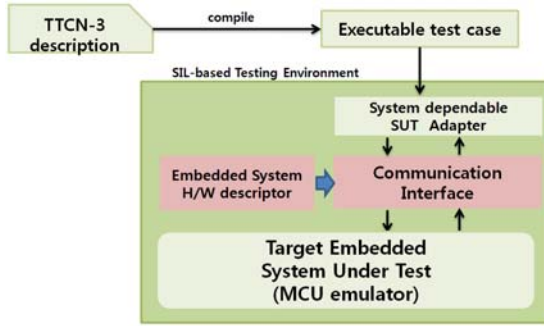 TTCN-3
description
compile
Executable test case
SIL-based Testing Environment
System dependable
SUT Adapter
Embedded System
H/W descriptor
Communication
Interface
Target Embedded
System Under Test
(MCU emulator)